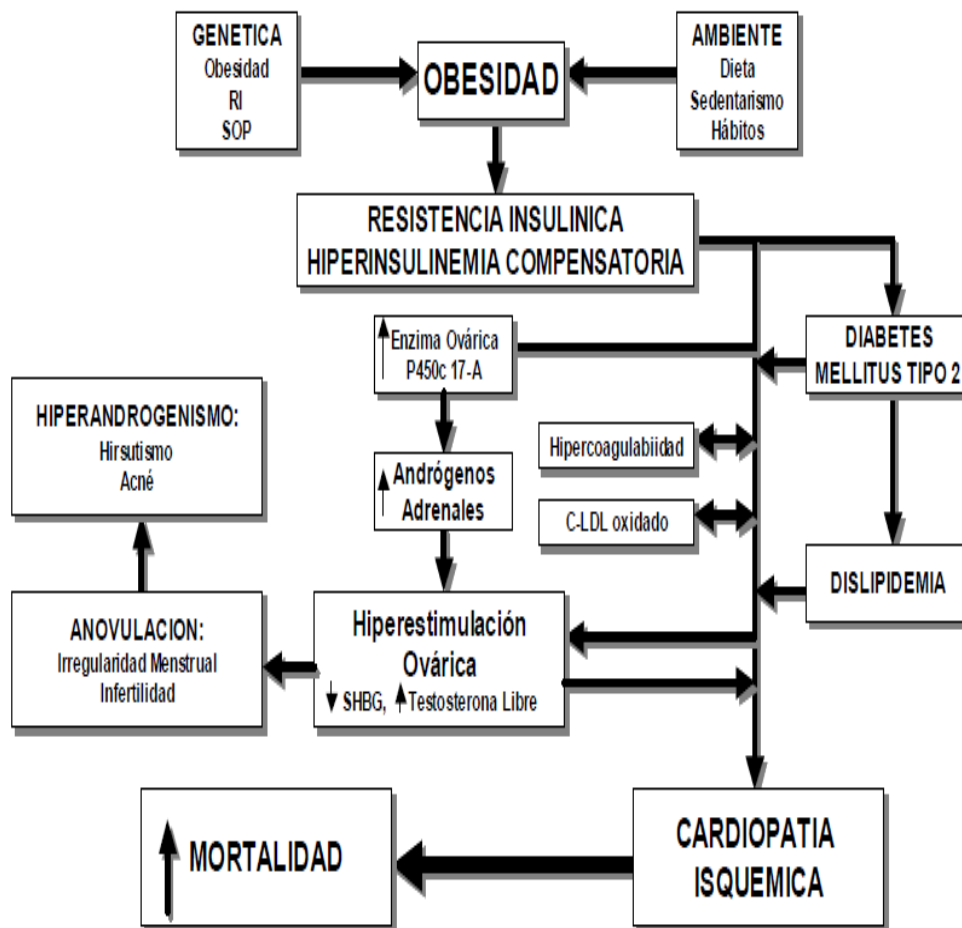 GENETICA
Obesidad
RI
SOP
OBESIDAD
AMBIENTE
Dieta
Sedentarismo
Hábitos
RESISTENCIA INSULINICA
HIPERINSULINEMIA COMPENSATORIA
Enzima Ovárica
P450c 17-A
DIABETES
MELLITUS TIPO 2
HIPERANDROGENISMO:
Hirsutismo
Acné
Hipercoagulabiidad
Andrógenos
Adrenales
C-LDL oxidado
DISLIPIDEMIA
ANOVULACION:
Irregularidad Menstrual
Infertilidad
Hiperestimulación
Ovárica
SHBG, Testosterona Libre
MORTALIDAD
CARDIOPATIA
ISQUEMICA